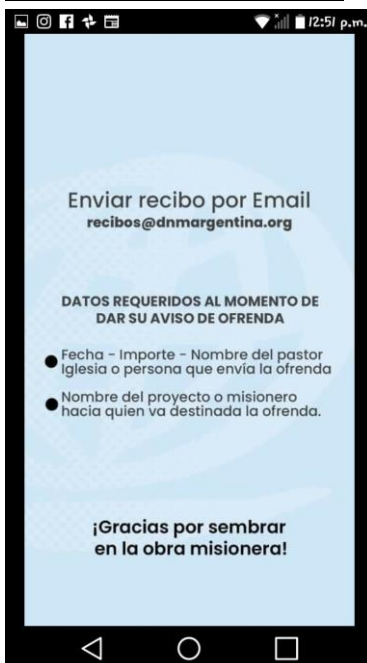 12:51 p.m.
Enviar recibo por Email
recibos@dnmargentina.org
DATOS REQUERIDOS AL MOMENTO DE
DAR SU AVISO DE OFRENDA
Fecha - Importe - Nombre del pastor
Iglesia o persona que envía la ofrenda
Nombre del proyecto o misionero
hacia quien va destinada la ofrenda.
¡Gracias por sembrar
en la obra misionera!